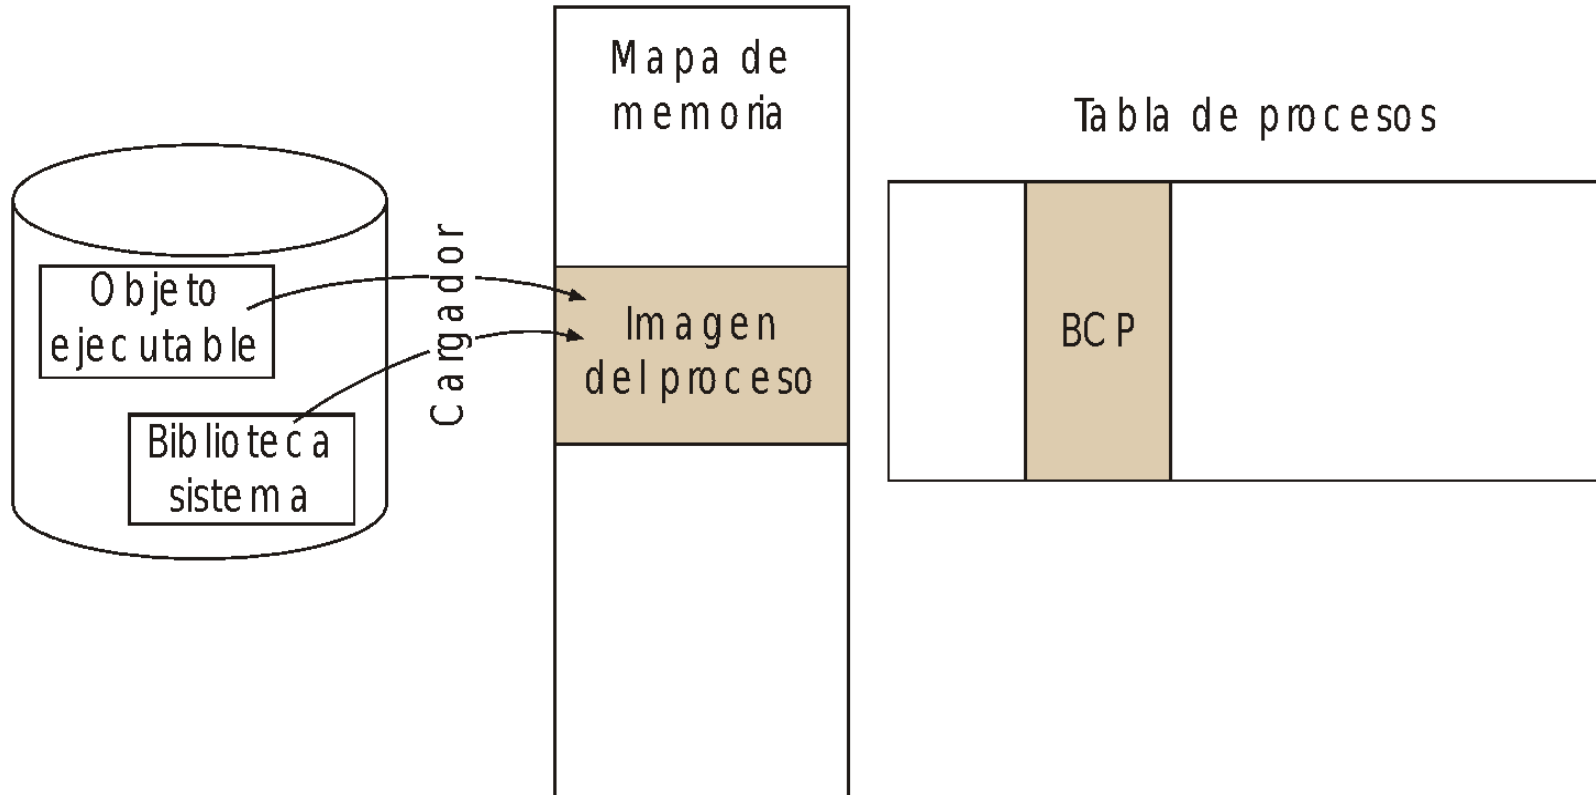 Mapa de
memoria
Tabla de procesos
Cargador
Objeto
ejecutable
Biblioteca
sistema
Imagen
del proceso
BCP